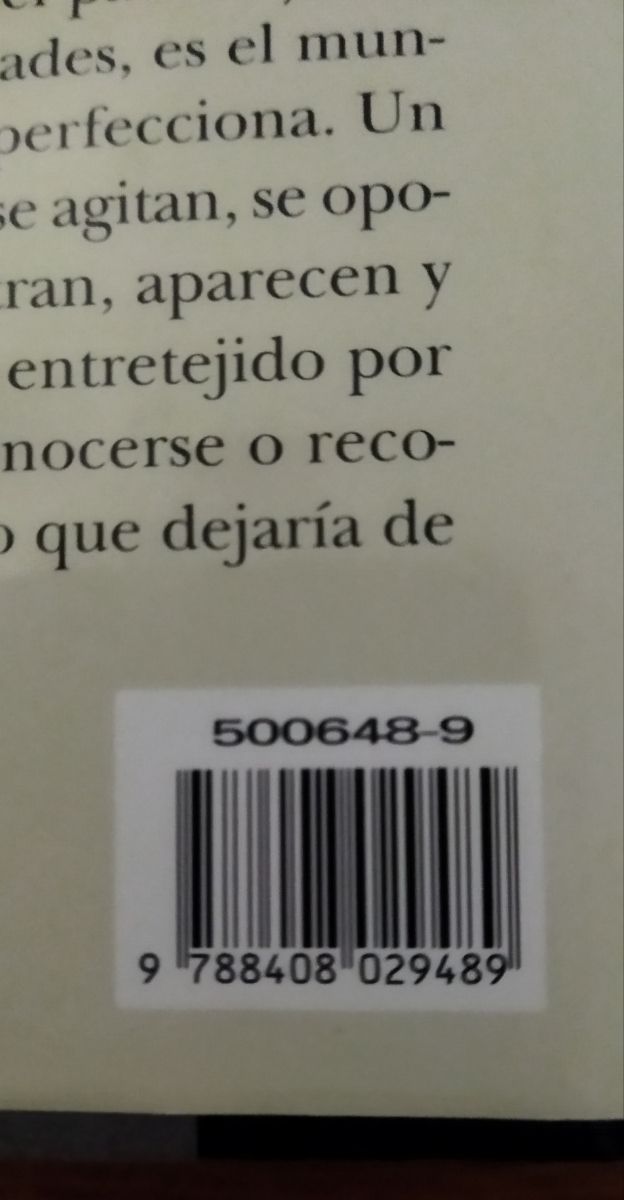 ades, es el mun-
perfecciona. Un
se agitan, se opo-
ran, aparecen y
entretejido por
nocerse o reco-
o que dejaría de
500648-9
9 788408 029489